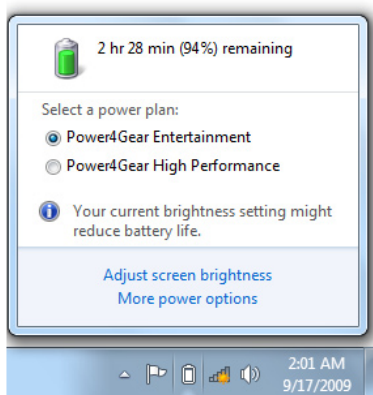 2 hr 28 min (94%) remaining
Select a power plan:
Power4Gear Entertainment
Power4Gear High Performance
Your current brightness setting might
reduce battery life.
Adjust screen brightness
More power options
2:01 AM
9/17/2009